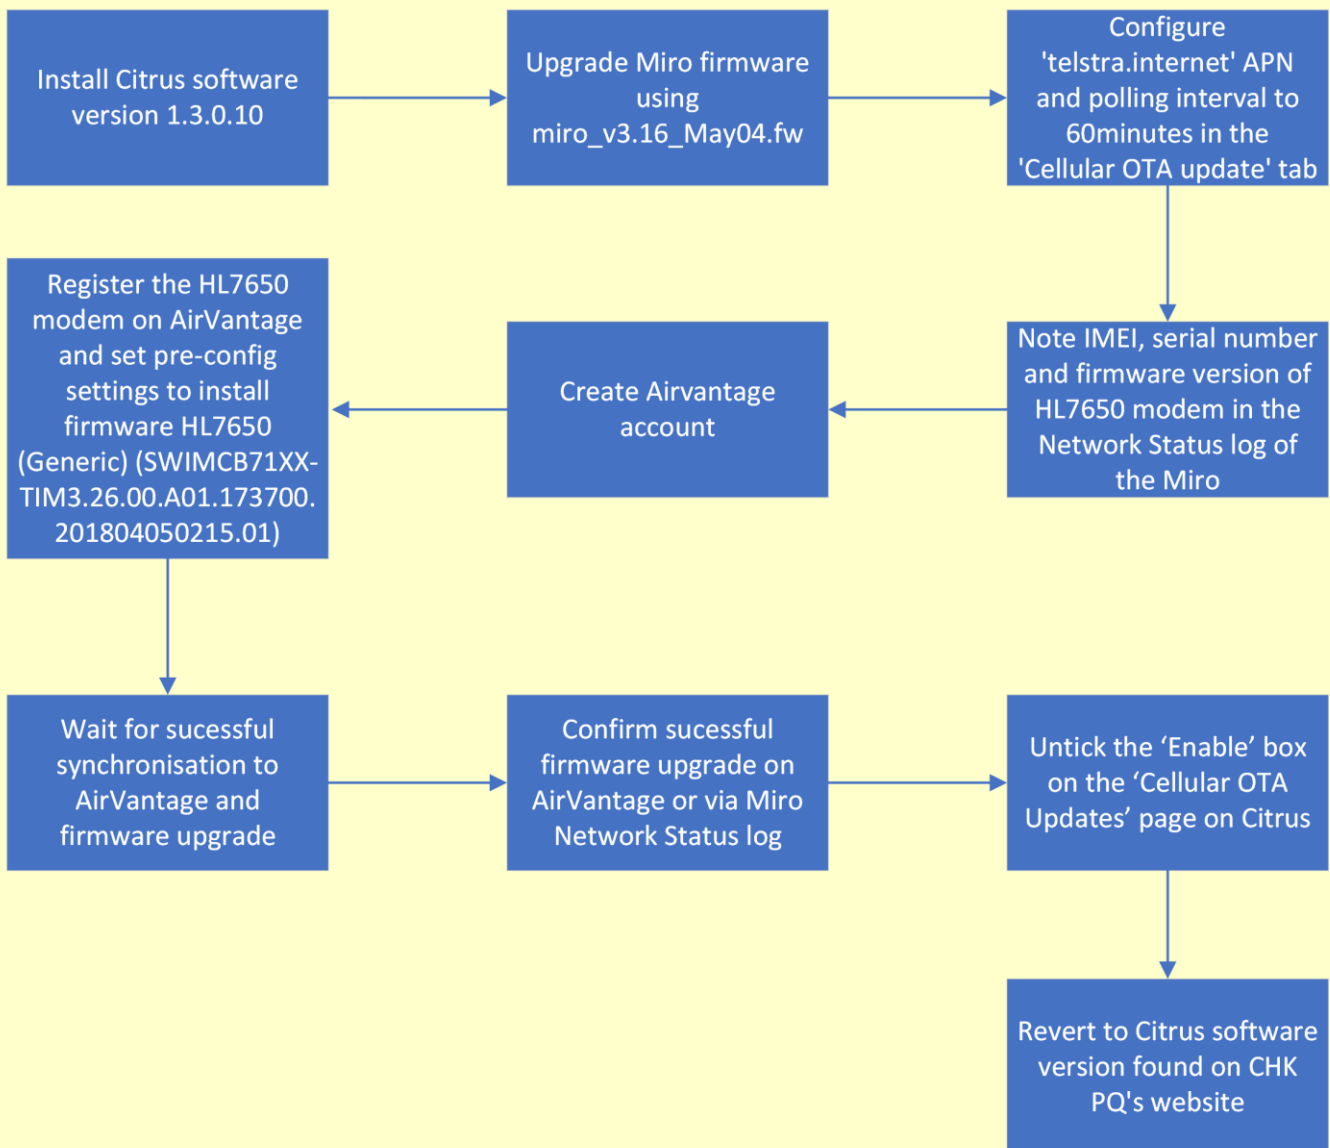 Install Citrus software
version 1.3.0.10
Upgrade Miro firmware
using
miro_v3.16_May04.fw
Configure
'telstra.internet' APN
and polling interval to
60minutes in the
'Cellular OTA update' tab
Note IMEI, serial number
and firmware version of
HL7650 modem in the
Network Status log of
the Miro
Create Airvantage
account
Register the HL7650
modem on AirVantage
and set pre-config
settings to install
firmware HL7650
(Generic) (SWIMCB71XX-
TIM3.26.00.A01.173700.
201804050215.01)
Wait for sucessful
synchronisation to
AirVantage and
firmware upgrade
Confirm sucessful
firmware upgrade on
AirVantage or via Miro
Network Status log
Untick the ‘Enable’ box
on the ‘Cellular OTA
Updates’ page on Citrus
Revert to Citrus software
version found on CHK
PQ's website